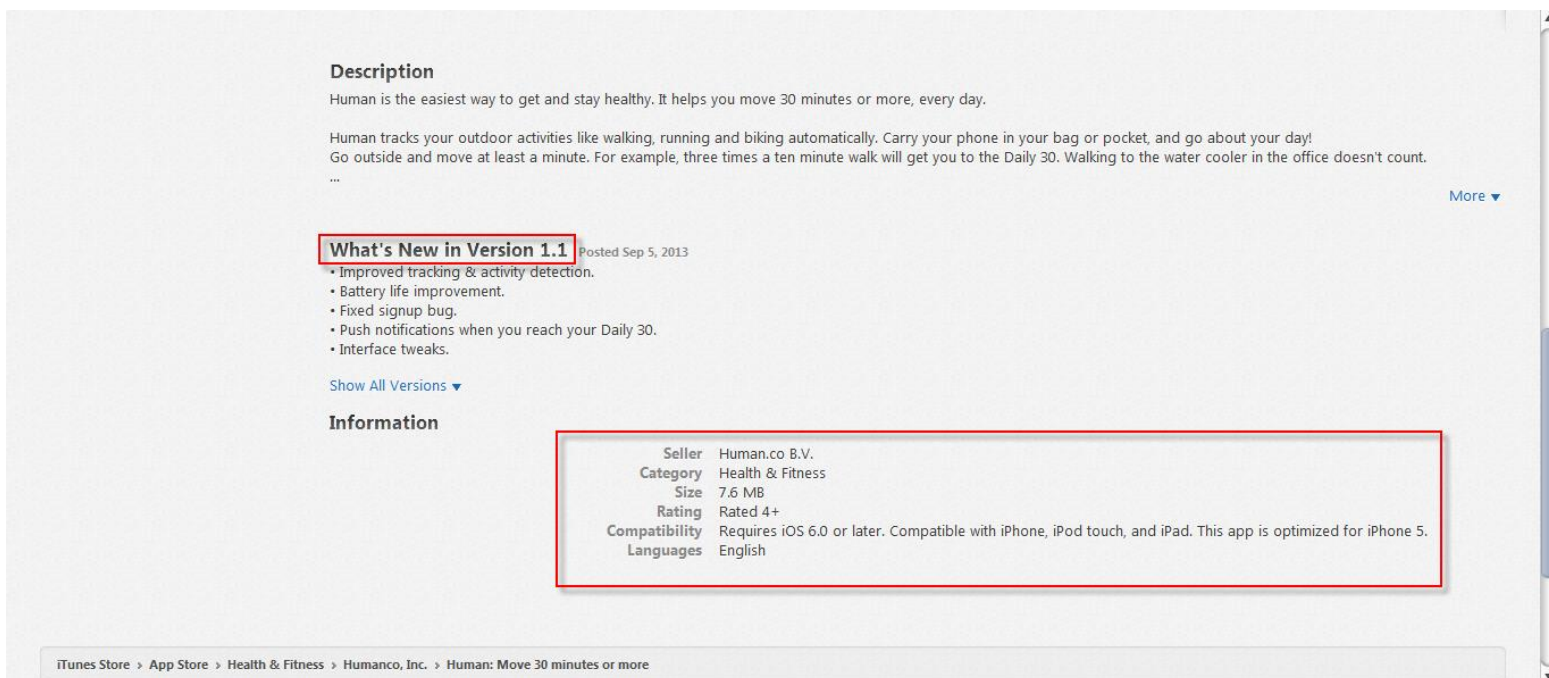 Description
Human is the easiest way to get and stay healthy. It helps you move 30 minutes or more, every day.
Human tracks your outdoor activities like walking, running and biking automatically. Carry your phone in your bag or pocket, and go about your day!
Go outside and move at least a minute. For example, three times a ten minute walk will get you to the Daily 30. Walking to the water cooler in the office doesn't count.
...
More ▼
What's New in Version 1.1 Posted Sep 5, 2013
• Improved tracking & activity detection.
• Battery life improvement.
• Fixed signup bug.
• Push notifications when you reach your Daily 30.
• Interface tweaks.
Show All Versions ▼
Information
Seller Human.co B.V.
Category Health & Fitness
Size 7.6 MB
Rating Rated 4+
Compatibility Requires iOS 6.0 or later. Compatible with iPhone, iPod touch, and iPad. This app is optimized for iPhone 5.
Languages English
iTunes Store > App Store > Health & Fitness > Humanco, Inc. > Human: Move 30 minutes or more